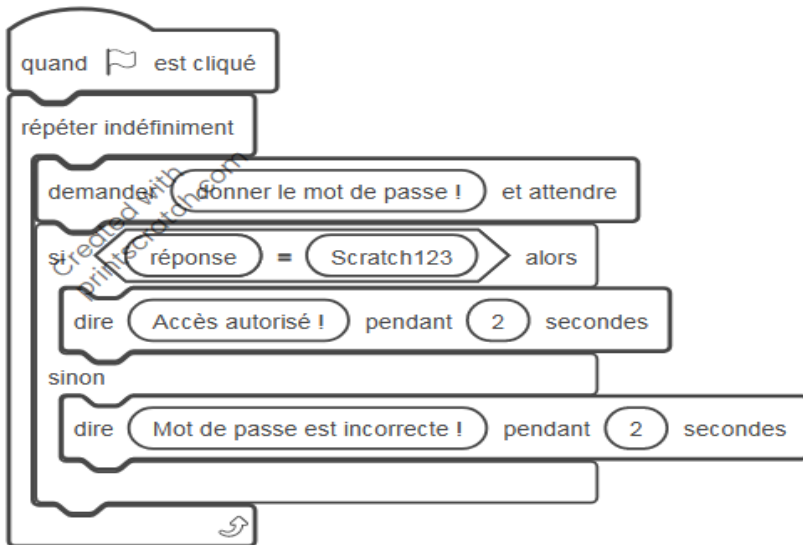 quand est cliqué
répéter indéfiniment
demander donner le mot de passe ! et attendre
si réponse = Scratch123 alors
dire Accès autorisé ! pendant 2 secondes
sinon
dire Mot de passe est incorrecte ! pendant 2 secondes
Created with
printscratch.com